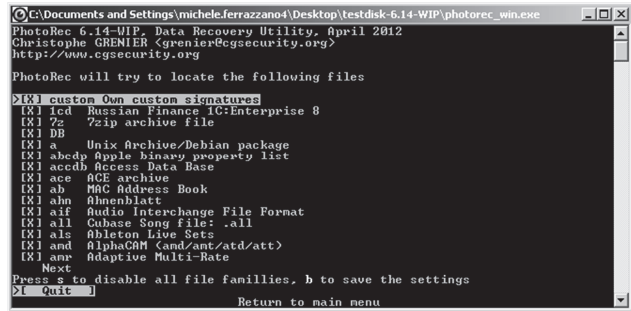 C:\Documents and Settings\michele.ferrazzano4\Desktop\testdisk-6.14-WIP\photorec_win.exe
PhotoRec 6.14-WIP, Data Recovery Utility, April 2012
Christophe GRENIER <grenier@cgsecurity.org>
http://www.cgsecurity.org
PhotoRec will try to locate the following files
>[X] custom Own custom signatures
[X] 1cd Russian Finance 1C:Enterprise 8
[X] 7z 7zip archive file
[X] DB
[X] a Unix Archive/Debian package
[X] abcdp Apple binary property list
[X] accdb Access Data Base
[X] ace ACE archive
[X] ab MAC Address Book
[X] ahn Ahnenblatt
[X] aif Audio Interchange File Format
[X] all Cubase Song file: .all
[X] als Ableton Live Sets
[X] amd AlphaCAM (amd/amt/atd/att)
[X] amr Adaptive Multi-Rate
Next
Press s to disable all file famillies, b to save the settings
>[ Quit ]
Return to main menu